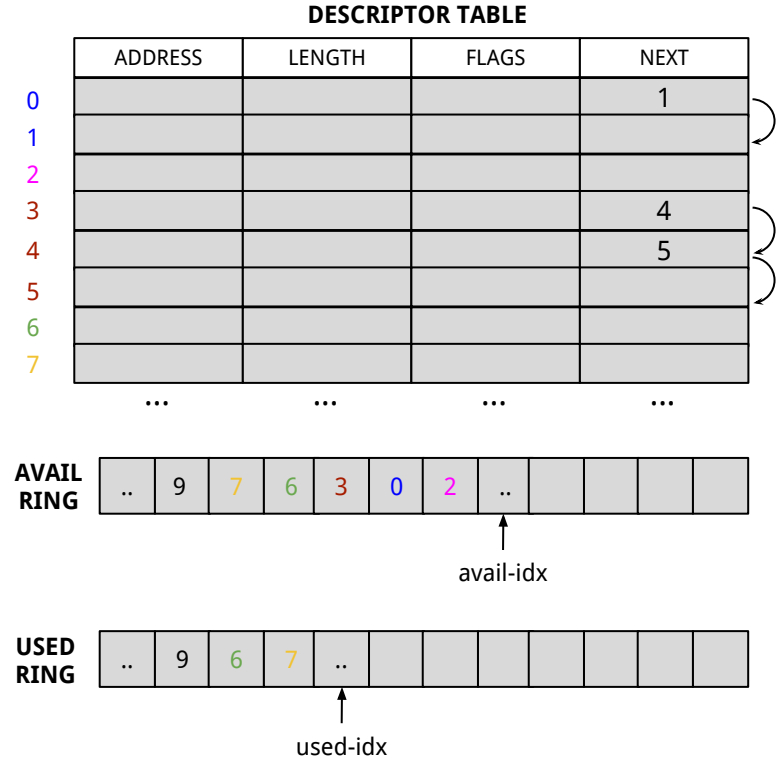 DESCRIPTOR TABLE
ADDRESS LENGTH FLAGS NEXT
0 1
1
2
3 4
4 5
5
6
7
... ... ... ...
AVAIL
RING
.. 9 7 6 3 0 2 ..
avail-idx
USED
RING
.. 9 6 7 ..
used-idx